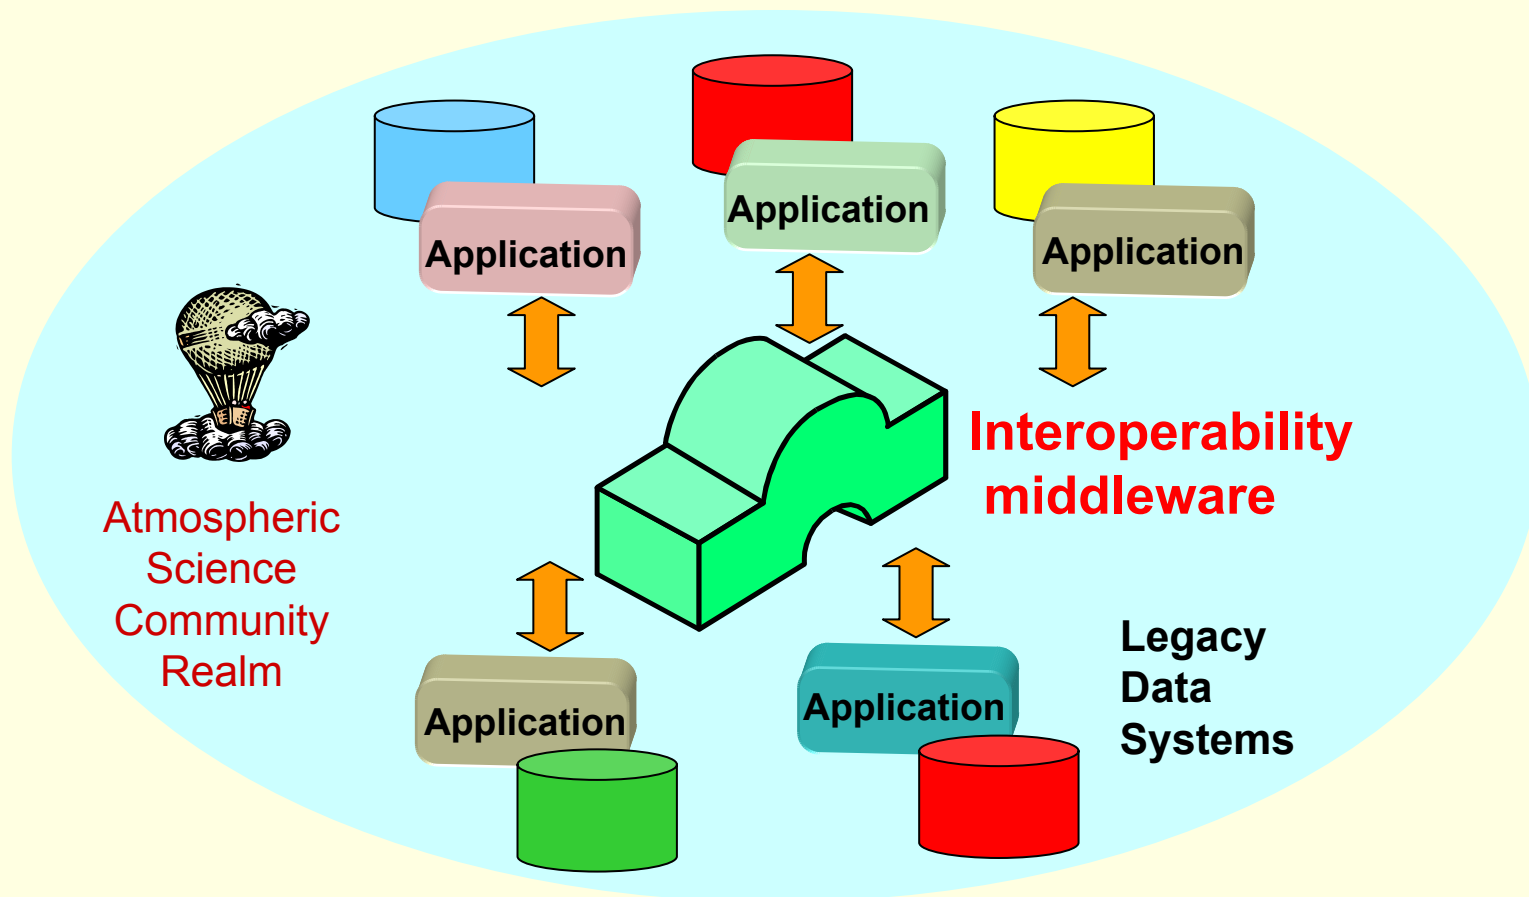 Application
Application
Application
Interoperability
middleware
Atmospheric
Science
Community
Realm
Application
Application
Legacy
Data
Systems